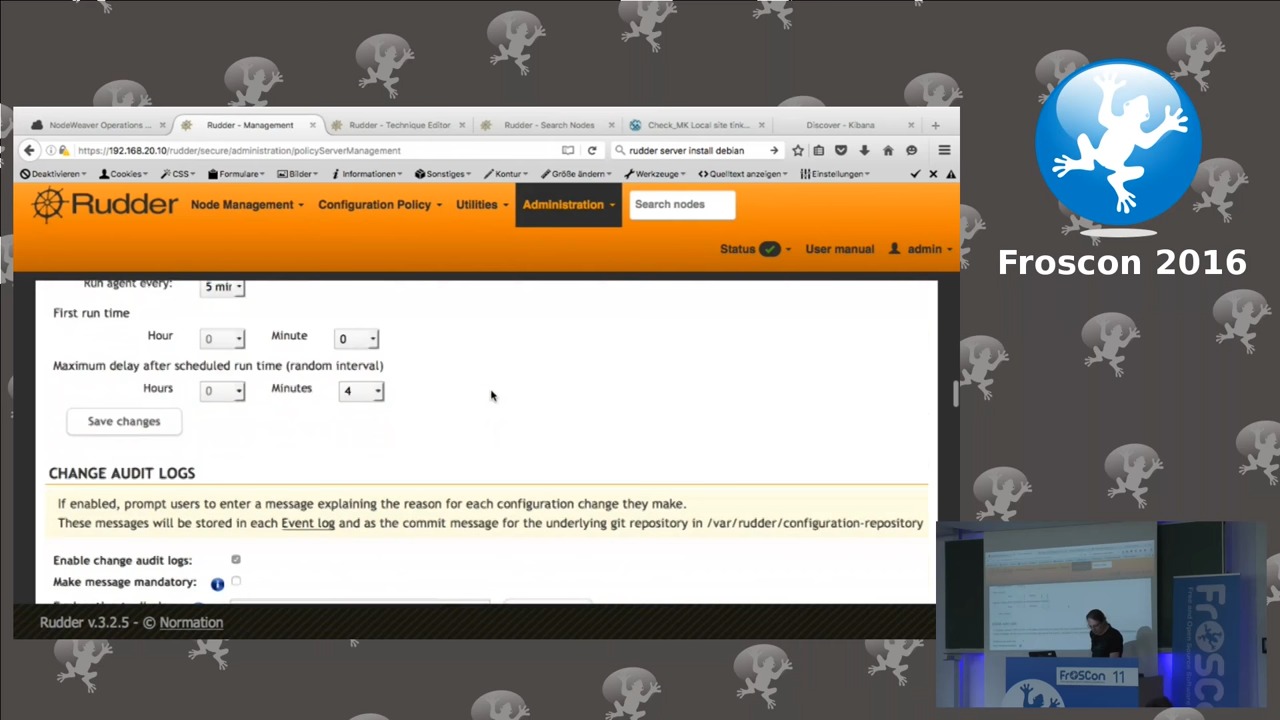 NodeWeaver Operations ...
Rudder - Management
Rudder - Technique Editor
Rudder - Search Nodes
Check_MK Local site tink...
Discover - Kibana
https://192.168.20.10/rudder/secure/administration/policyServerManagement
rudder server install debian
Deaktivieren
Cookies
CSS
Formulare
Bilder
Informationen
Sonstiges
Kontur
Größe ändern
Werkzeuge
Quelltext anzeigen
Einstellungen
Rudder
Node Management
Configuration Policy
Utilities
Administration
Search nodes
Status
User manual
admin
Run agent every: 5 mir
First run time
Hour 0 Minute 0
Maximum delay after scheduled run time (random interval)
Hours 0 Minutes 4
Save changes
CHANGE AUDIT LOGS
If enabled, prompt users to enter a message explaining the reason for each configuration change they make.
These messages will be stored in each Event log and as the commit message for the underlying git repository in /var/rudder/configuration-repository
Enable change audit logs:
Make message mandatory:
Rudder v.3.2.5 - © Normation
Froscon 2016
FrOSCon 11
FrOSC